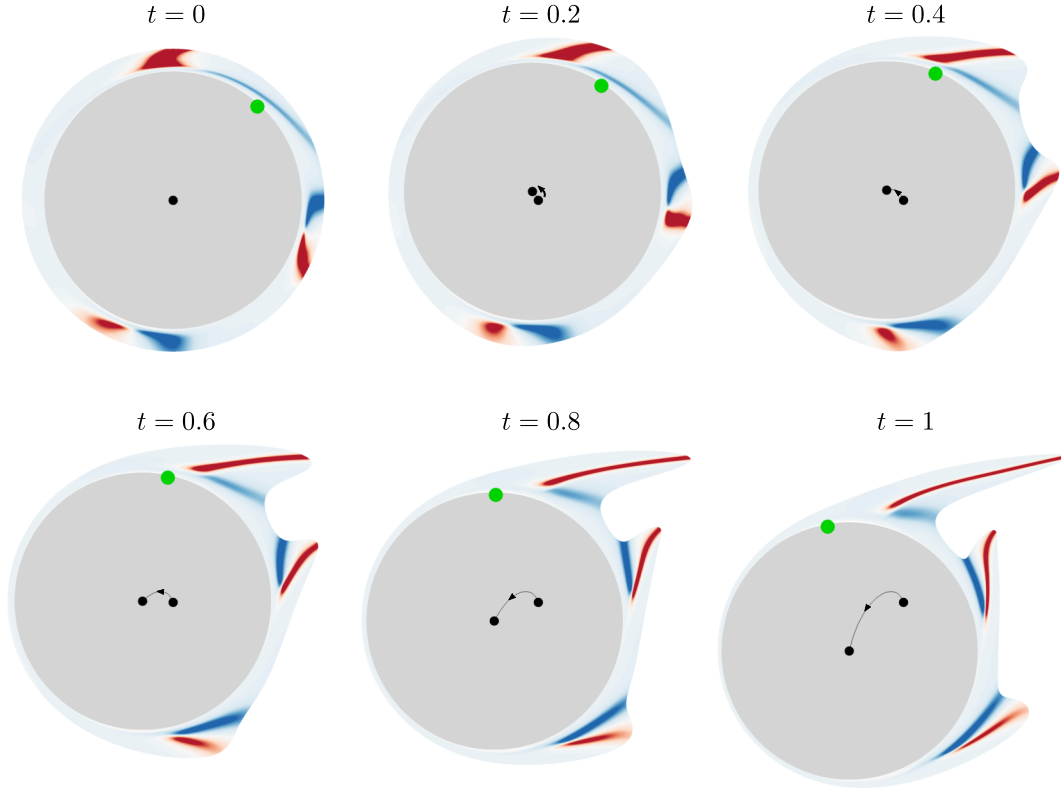 t = 0
t = 0.2
t = 0.4
t = 0.6
t = 0.8
t = 1